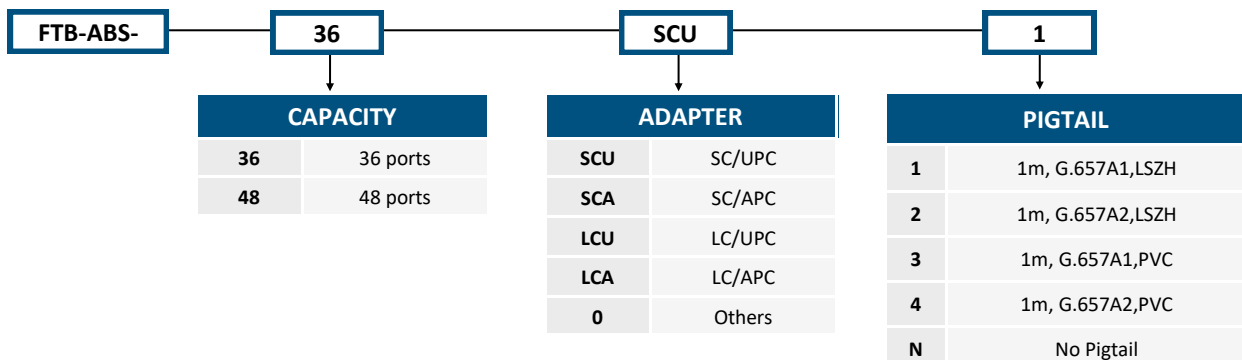 FTB-ABS- 36 SCU 1
CAPACITY
36 36 ports
48 48 ports
ADAPTER
SCU SC/UPC
SCA SC/APC
LCU LC/UPC
LCA LC/APC
0 Others
PIGTAIL
1 1m, G.657A1,LSZH
2 1m, G.657A2,LSZH
3 1m, G.657A1,PVC
4 1m, G.657A2,PVC
N No Pigtail